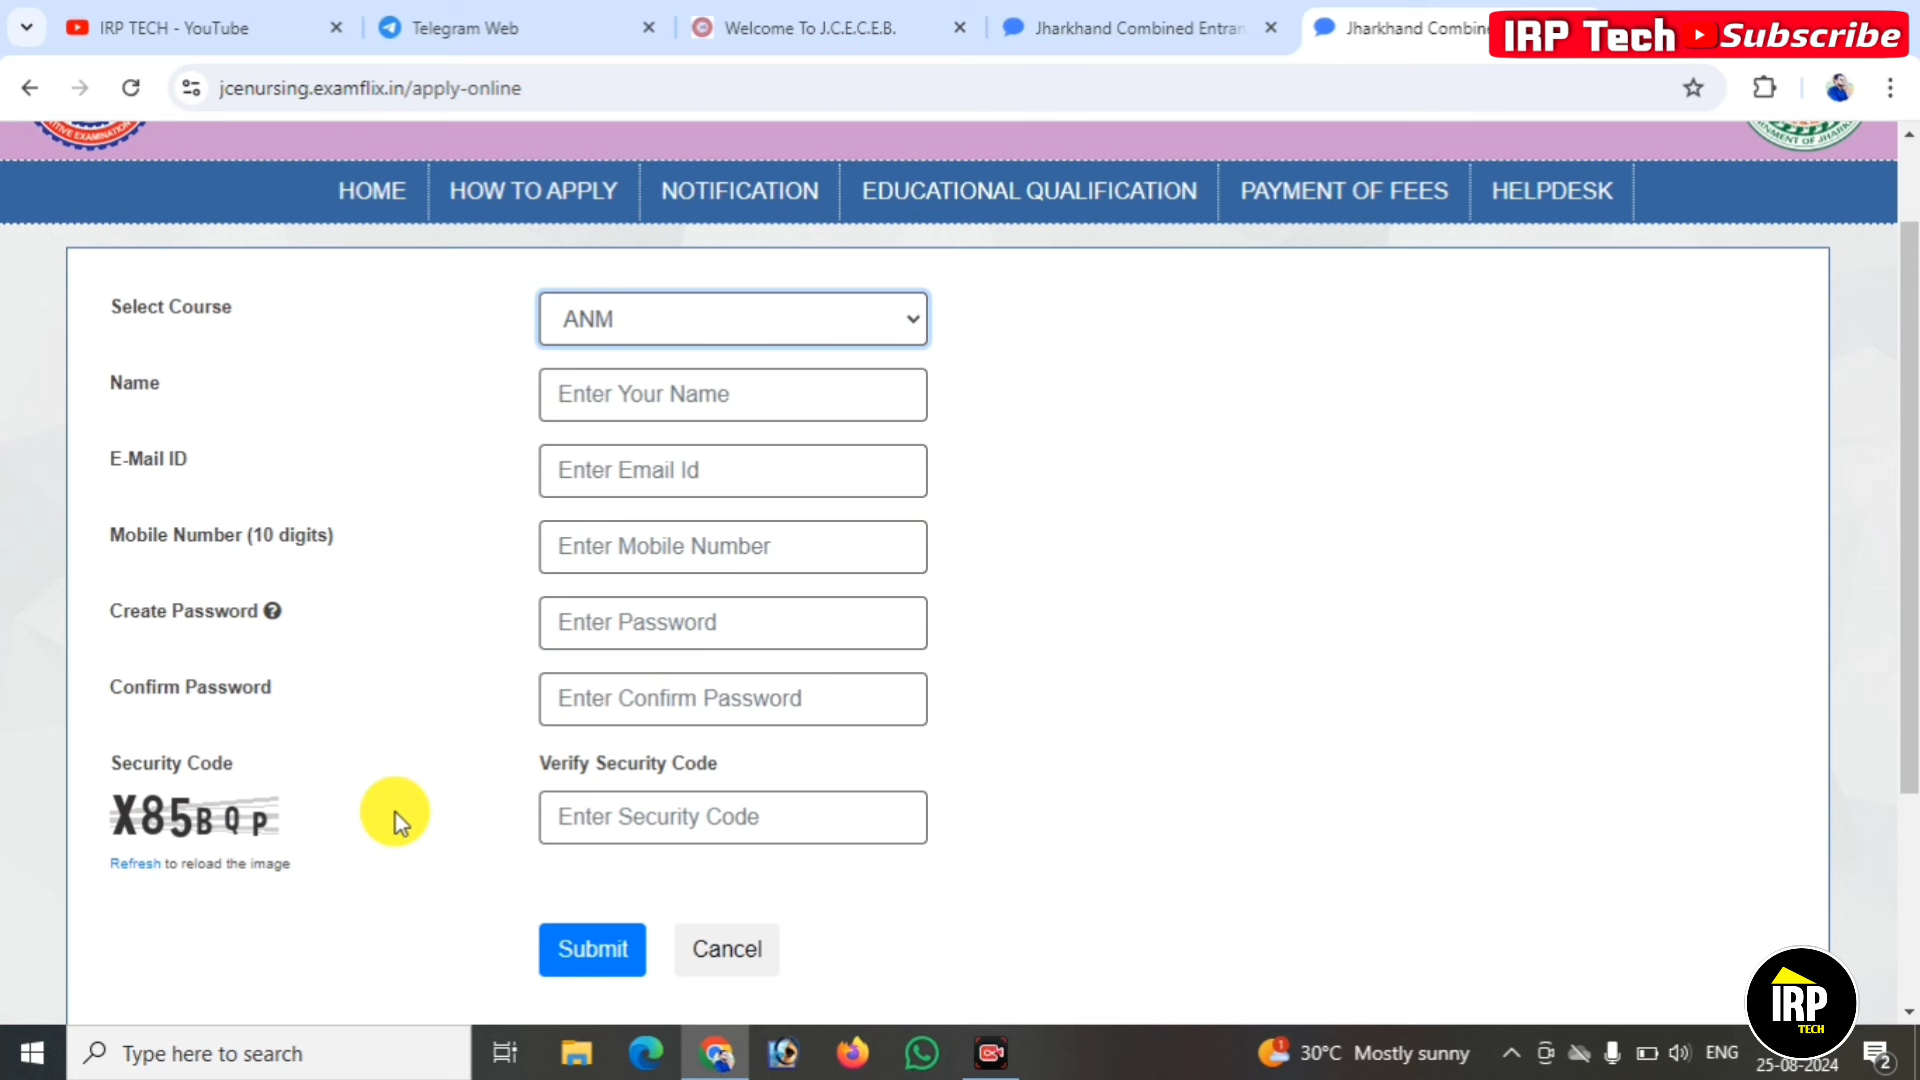 IRP TECH - YouTube
Telegram Web
Welcome To J.C.E.C.E.B.
Jharkhand Combined Entran
Jharkhand Combine
IRP Tech Subscribe
jcenursing.examflix.in/apply-online
HOME
HOW TO APPLY
NOTIFICATION
EDUCATIONAL QUALIFICATION
PAYMENT OF FEES
HELPDESK
Select Course
ANM
Name
Enter Your Name
E-Mail ID
Enter Email Id
Mobile Number (10 digits)
Enter Mobile Number
Create Password
Enter Password
Confirm Password
Enter Confirm Password
Security Code
Verify Security Code
X85BQP
Enter Security Code
Refresh to reload the image
Submit
Cancel
IRP
TECH
Type here to search
1
30°C Mostly sunny
ENG
25-08-2024
2